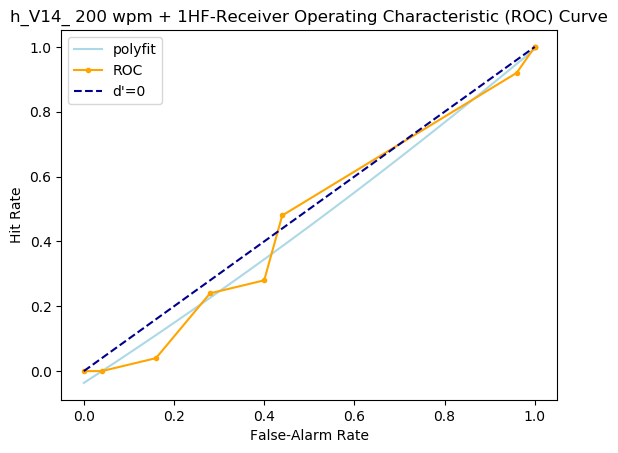 h_V14_ 200 wpm + 1HF-Receiver Operating Characteristic (ROC) Curve
polyfit
ROC
d'=0
1.0
0.8
0.6
0.4
0.2
0.0
Hit Rate
0.0 0.2 0.4 0.6 0.8 1.0
False-Alarm Rate